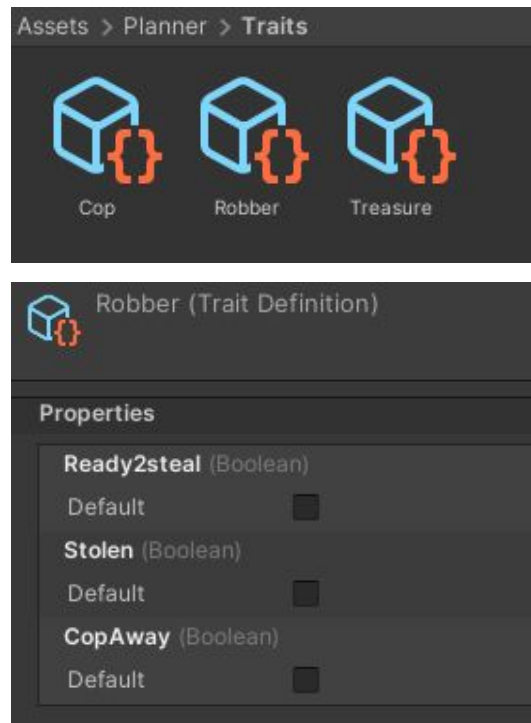 Assets > Planner > Traits
Cop Robber Treasure
Robber (Trait Definition)
Properties
Ready2steal (Boolean)
Default
Stolen (Boolean)
Default
CopAway (Boolean)
Default